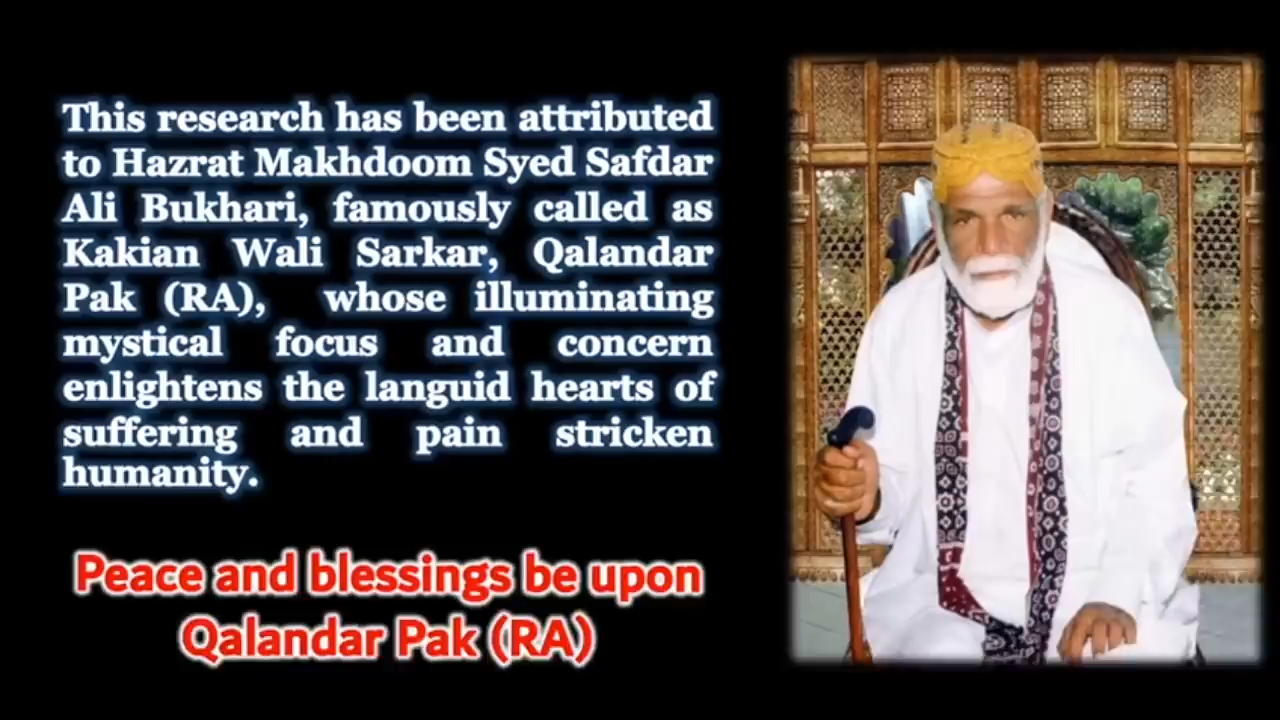 This research has been attributed
to Hazrat Makhdoom Syed Safdar
Ali Bukhari, famously called as
Kakian Wali Sarkar, Qalandar
Pak (RA), whose illuminating
mystical focus and concern
enlightens the languid hearts of
suffering and pain stricken
humanity.
Peace and blessings be upon
Qalandar Pak (RA)